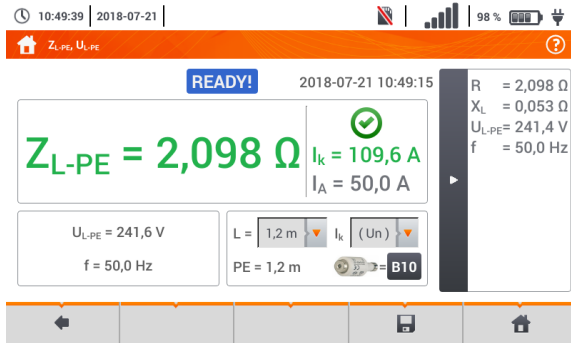 10:49:39 2018-07-21 98 %
ZL-PE, UL-PE ?
READY! 2018-07-21 10:49:15
ZL-PE = 2,098 Ω
Ik = 109,6 A
IA = 50,0 A
R = 2,098 Ω
XL = 0,053 Ω
UL-PE= 241,4 V
f = 50,0 Hz
UL-PE = 241,6 V
f = 50,0 Hz
L = 1,2 m Ik ( Un )
PE = 1,2 m = B10